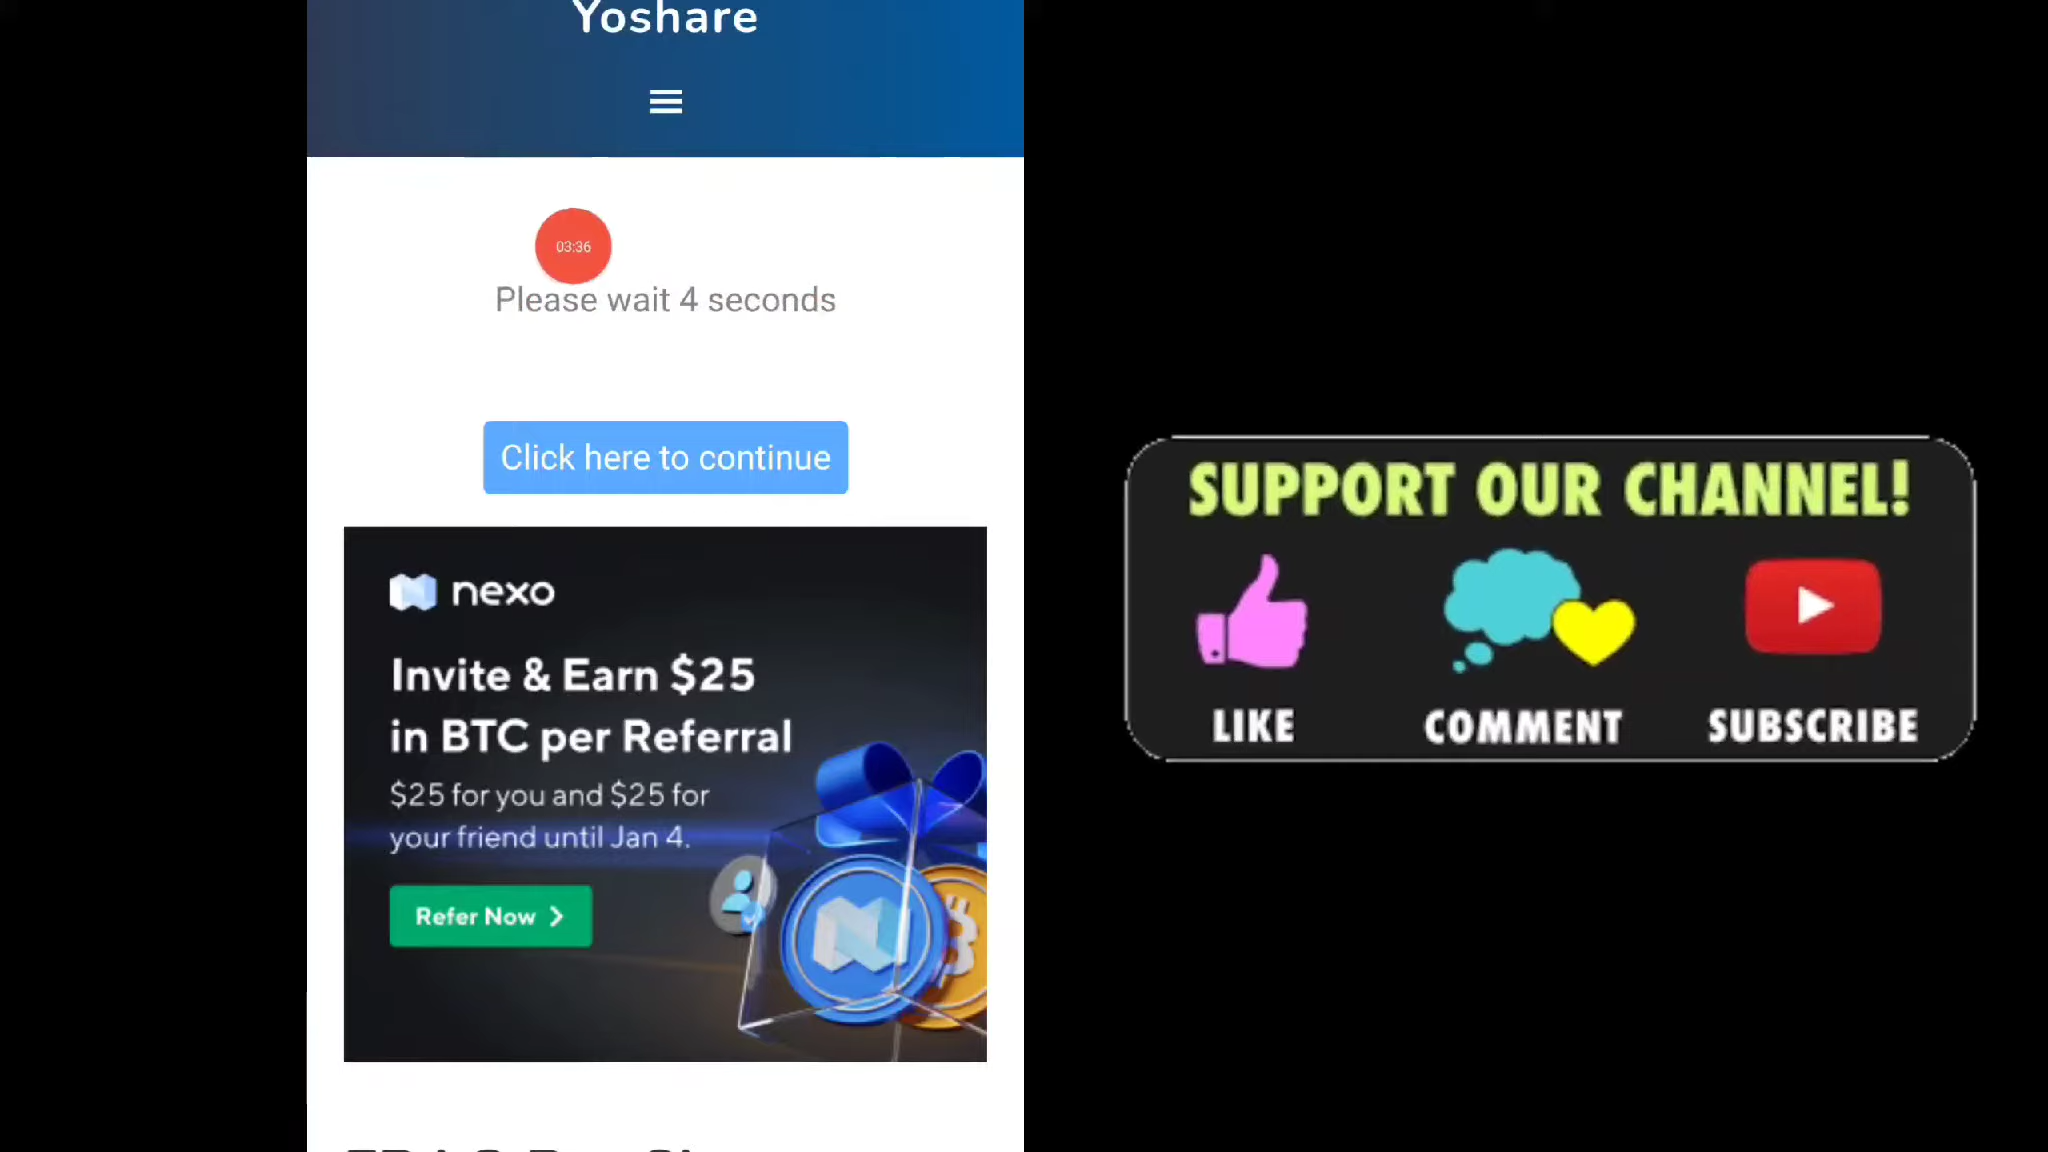 Yoshare
03:36
Please wait 4 seconds
Click here to continue
nexo
Invite & Earn $25
in BTC per Referral
$25 for you and $25 for
your friend until Jan 4.
Refer Now
SUPPORT OUR CHANNEL!
LIKE
COMMENT
SUBSCRIBE